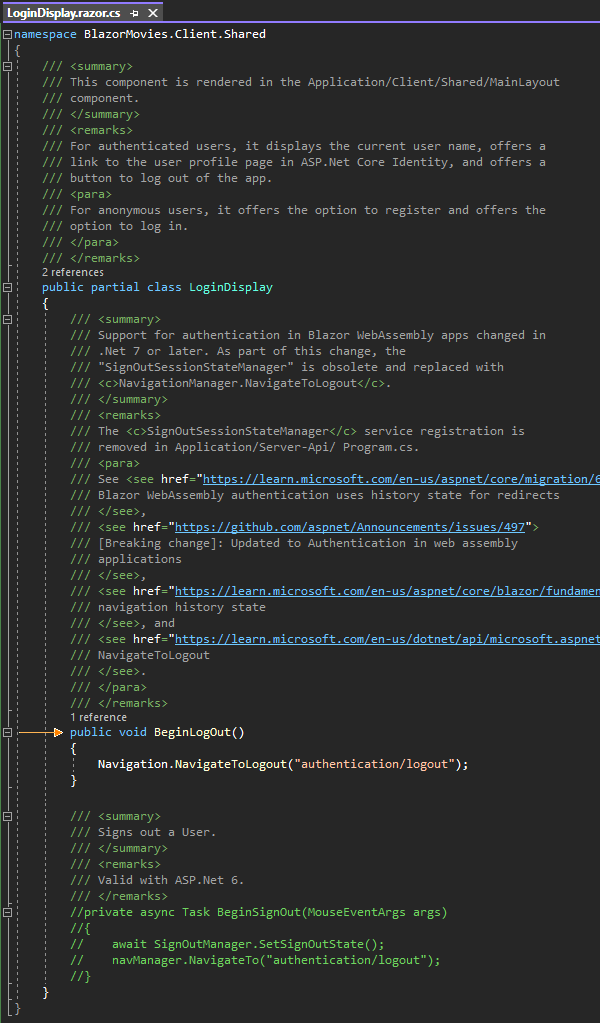 LoginDisplay.razor.cs
namespace BlazorMovies.Client.Shared
{
/// <summary>
/// This component is rendered in the Application/Client/Shared/MainLayout
/// component.
/// </summary>
/// <remarks>
/// For authenticated users, it displays the current user name, offers a
/// link to the user profile page in ASP.Net Core Identity, and offers a
/// button to log out of the app.
/// <para>
/// For anonymous users, it offers the option to register and offers the
/// option to log in.
/// </para>
/// </remarks>
2 references
public partial class LoginDisplay
{
/// <summary>
/// Support for authentication in Blazor WebAssembly apps changed in
/// .Net 7 or later. As part of this change, the
/// "SignOutSessionStateManager" is obsolete and replaced with
/// <c>NavigationManager.NavigateToLogout</c>.
/// </summary>
/// <remarks>
/// The <c>SignOutSessionStateManager</c> service registration is
/// removed in Application/Server-Api/ Program.cs.
/// <para>
/// See <see href="https://learn.microsoft.com/en-us/aspnet/core/migration/6
/// Blazor WebAssembly authentication uses history state for redirects
/// </see>,
/// <see href="https://github.com/aspnet/Announcements/issues/497">
/// [Breaking change]: Updated to Authentication in web assembly
/// applications
/// </see>,
/// <see href="https://learn.microsoft.com/en-us/aspnet/core/blazor/fundamen
/// navigation history state
/// </see>, and
/// <see href="https://learn.microsoft.com/en-us/dotnet/api/microsoft.aspnet
/// NavigateToLogout
/// </see>.
/// </para>
/// </remarks>
1 reference
public void BeginLogOut()
{
Navigation.NavigateToLogout("authentication/logout");
}
/// <summary>
/// Signs out a User.
/// </summary>
/// <remarks>
/// Valid with ASP.Net 6.
/// </remarks>
//private async Task BeginSignOut(MouseEventArgs args)
//{
//    await SignOutManager.SetSignOutState();
//    navManager.NavigateTo("authentication/logout");
//}
}
}